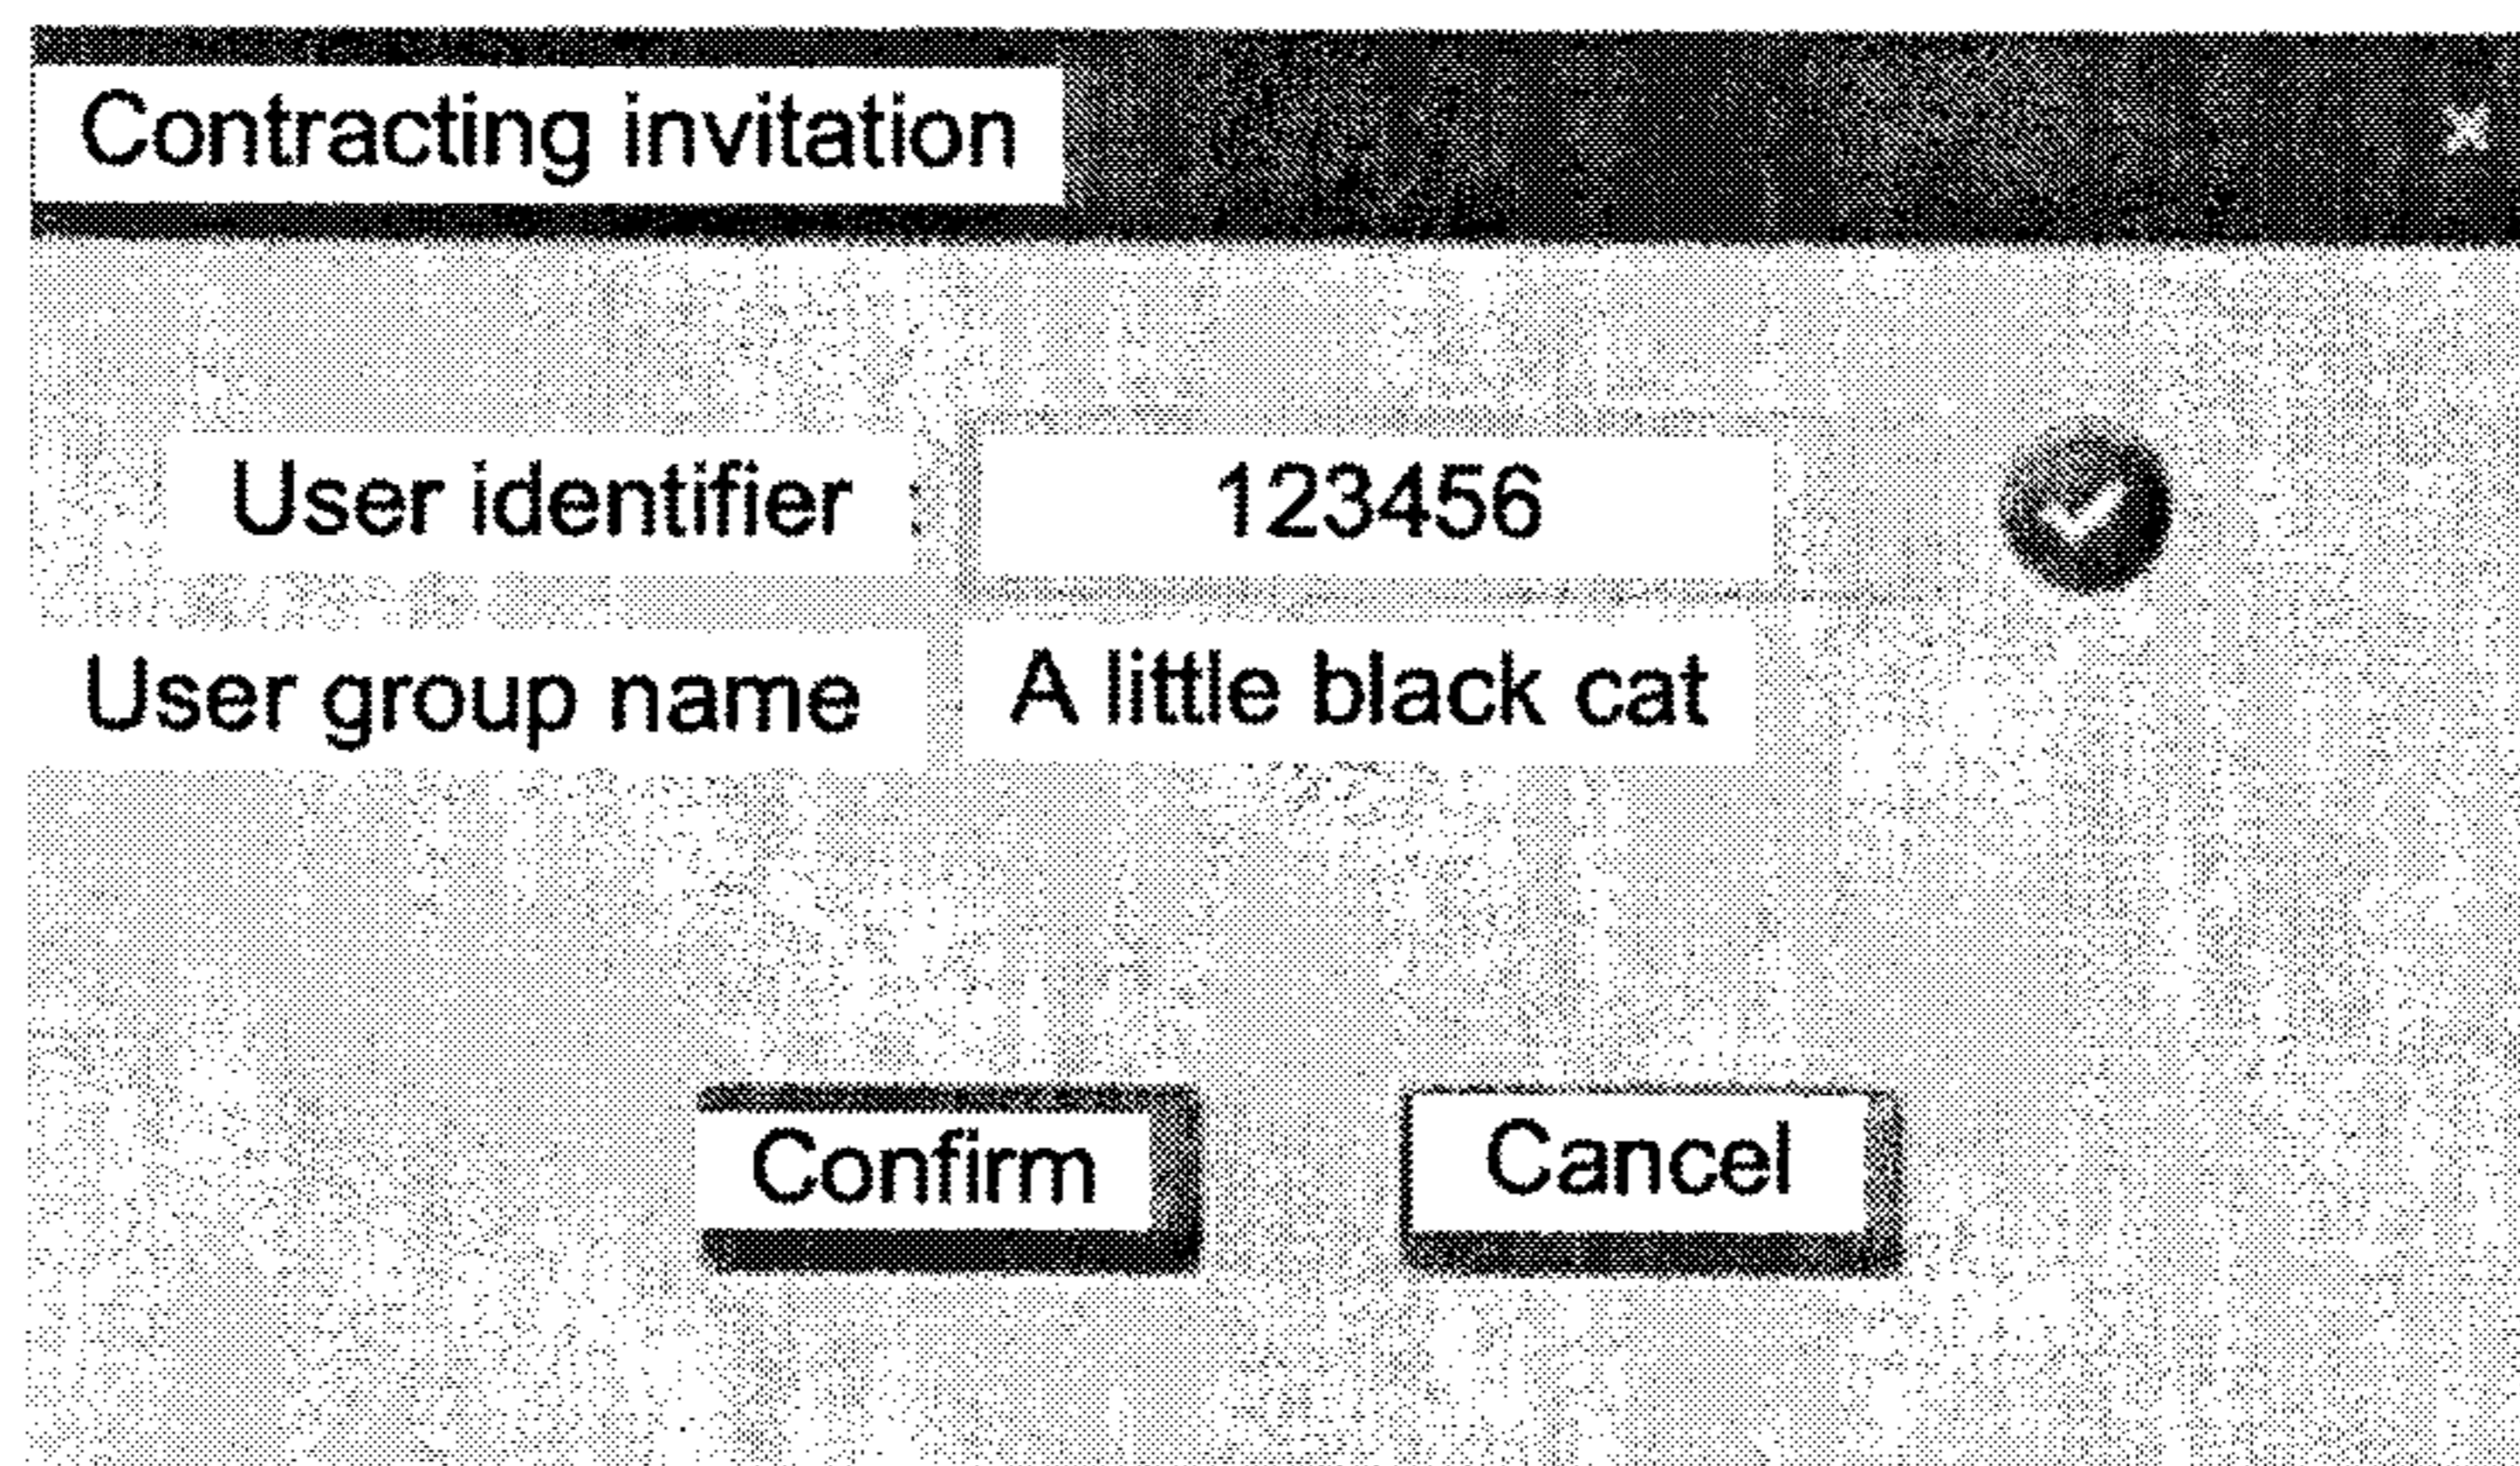 Contracting invitation
User identifier : 123456
User group name A little black cat
Confirm Cancel